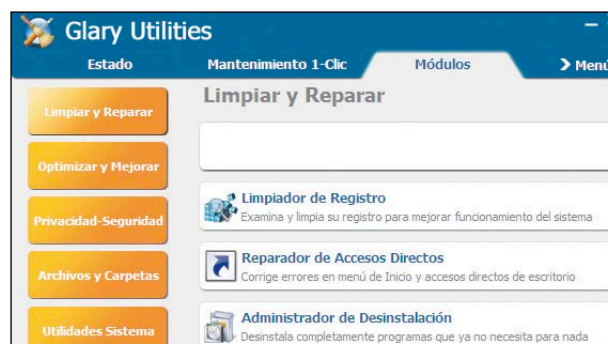 Glary Utilities
Estado
Mantenimiento 1-Clic
Módulos
Menú
Limpiar y Reparar
Optimizar y Mejorar
Privacidad-Seguridad
Archivos y Carpetas
Utilidades Sistema
Limpiar y Reparar
Limpiador de Registro
Examina y limpia su registro para mejorar funcionamiento del sistema
Reparador de Accesos Directos
Corrige errores en menú de Inicio y accesos directos de escritorio
Administrador de Desinstalación
Desinstala completamente programas que ya no necesita para nada